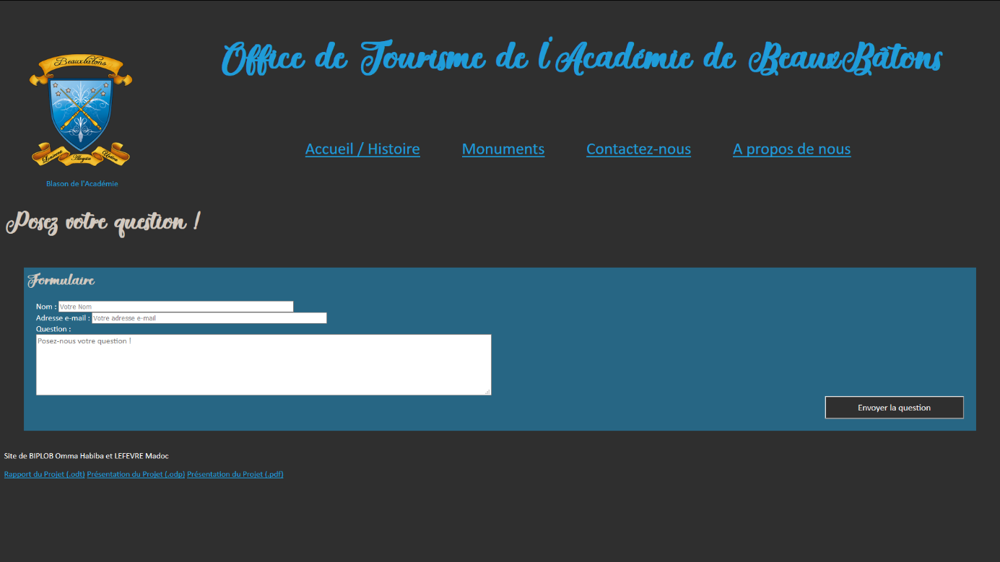 Office de Tourisme de l'Académie de BeauxBâtons
Beauxbâtons
Aloysia
Blason de l'Académie
Accueil / Histoire Monuments Contactez-nous A propos de nous
Posez votre question !
Formulaire
Nom : Votre Nom
Adresse e-mail : Votre adresse e-mail
Question :
Posez-nous votre question !
Envoyer la question
Site de BIPLOB Omma Habiba et LEFEVRE Madoc
Rapport du Projet (.odt) Présentation du Projet (.odp) Présentation du Projet (.pdf)